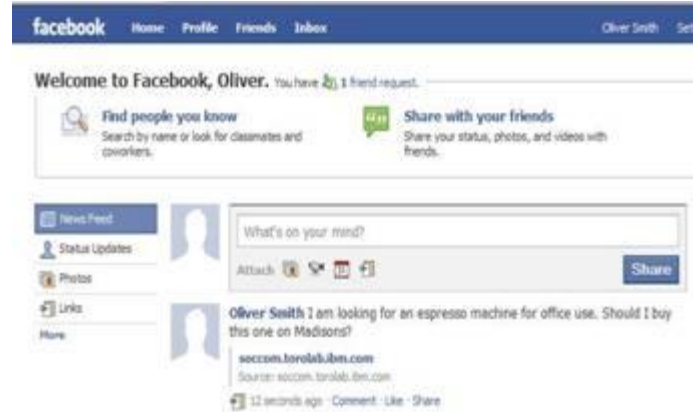 facebook Home Profile Friends Inbox Oliver Smith Set
Welcome to Facebook, Oliver. You have 1 friend request.
Find people you know
Search by name or look for classmates and
coworkers.
Share with your friends
Share your status, photos, and videos with
friends.
News Feed
Status Updates
Photos
Links
More
What's on your mind?
Attach
Share
Oliver Smith I am looking for an espresso machine for office use. Should I buy
this one on Madisons?
soccom.torolab.ibm.com
Source: soccom.torolab.ibm.com
12 seconds ago · Comment · Like · Share